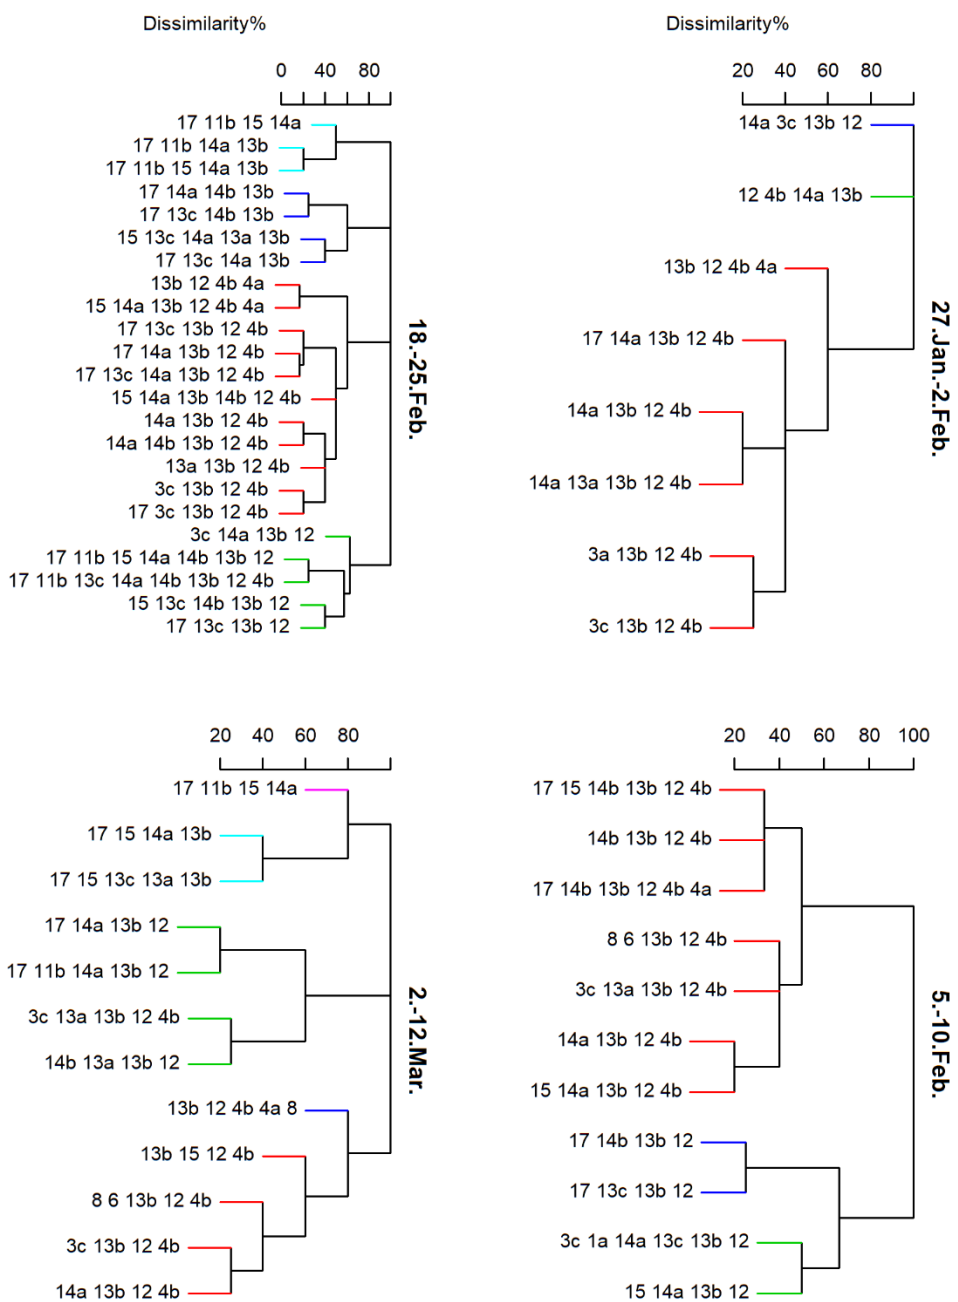 Dissimilarity%
0 40 80
17 11b 15 14a
17 11b 14a 13b
17 11b 15 14a 13b
17 14a 14b 13b
17 13c 14b 13b
15 13c 14a 13a 13b
17 13c 14a 13b
13b 12 4b 4a
15 14a 13b 12 4b 4a
17 13c 13b 12 4b
17 14a 13b 12 4b
17 13c 14a 13b 12 4b
15 14a 13b 14b 12 4b
14a 13b 12 4b
14a 14b 13b 12 4b
13a 13b 12 4b
3c 13b 12 4b
17 3c 13b 12 4b
3c 14a 13b 12
17 11b 15 14a 14b 13b 12
17 11b 13c 14a 14b 13b 12 4b
15 13c 14b 13b 12
17 13c 13b 12
18.-25.Feb.
Dissimilarity%
20 40 60 80
14a 3c 13b 12
12 4b 14a 13b
13b 12 4b 4a
17 14a 13b 12 4b
14a 13b 12 4b
14a 13a 13b 12 4b
3a 13b 12 4b
3c 13b 12 4b
27.Jan.-2.Feb.
20 40 60 80
17 11b 15 14a
17 15 14a 13b
17 15 13c 13a 13b
17 14a 13b 12
17 11b 14a 13b 12
3c 13a 13b 12 4b
14b 13a 13b 12
13b 12 4b 4a 8
13b 15 12 4b
8 6 13b 12 4b
3c 13b 12 4b
14a 13b 12 4b
2.-12.Mar.
20 40 60 80 100
17 15 14b 13b 12 4b
14b 13b 12 4b
17 14b 13b 12 4b 4a
8 6 13b 12 4b
3c 13a 13b 12 4b
14a 13b 12 4b
15 14a 13b 12 4b
17 14b 13b 12
17 13c 13b 12
3c 1a 14a 13c 13b 12
15 14a 13b 12
5.-10.Feb.